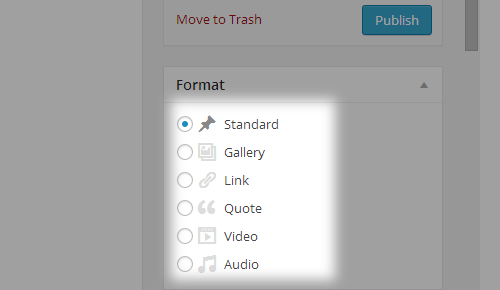 Move to Trash Publish
Format
Standard
Gallery
Link
Quote
Video
Audio